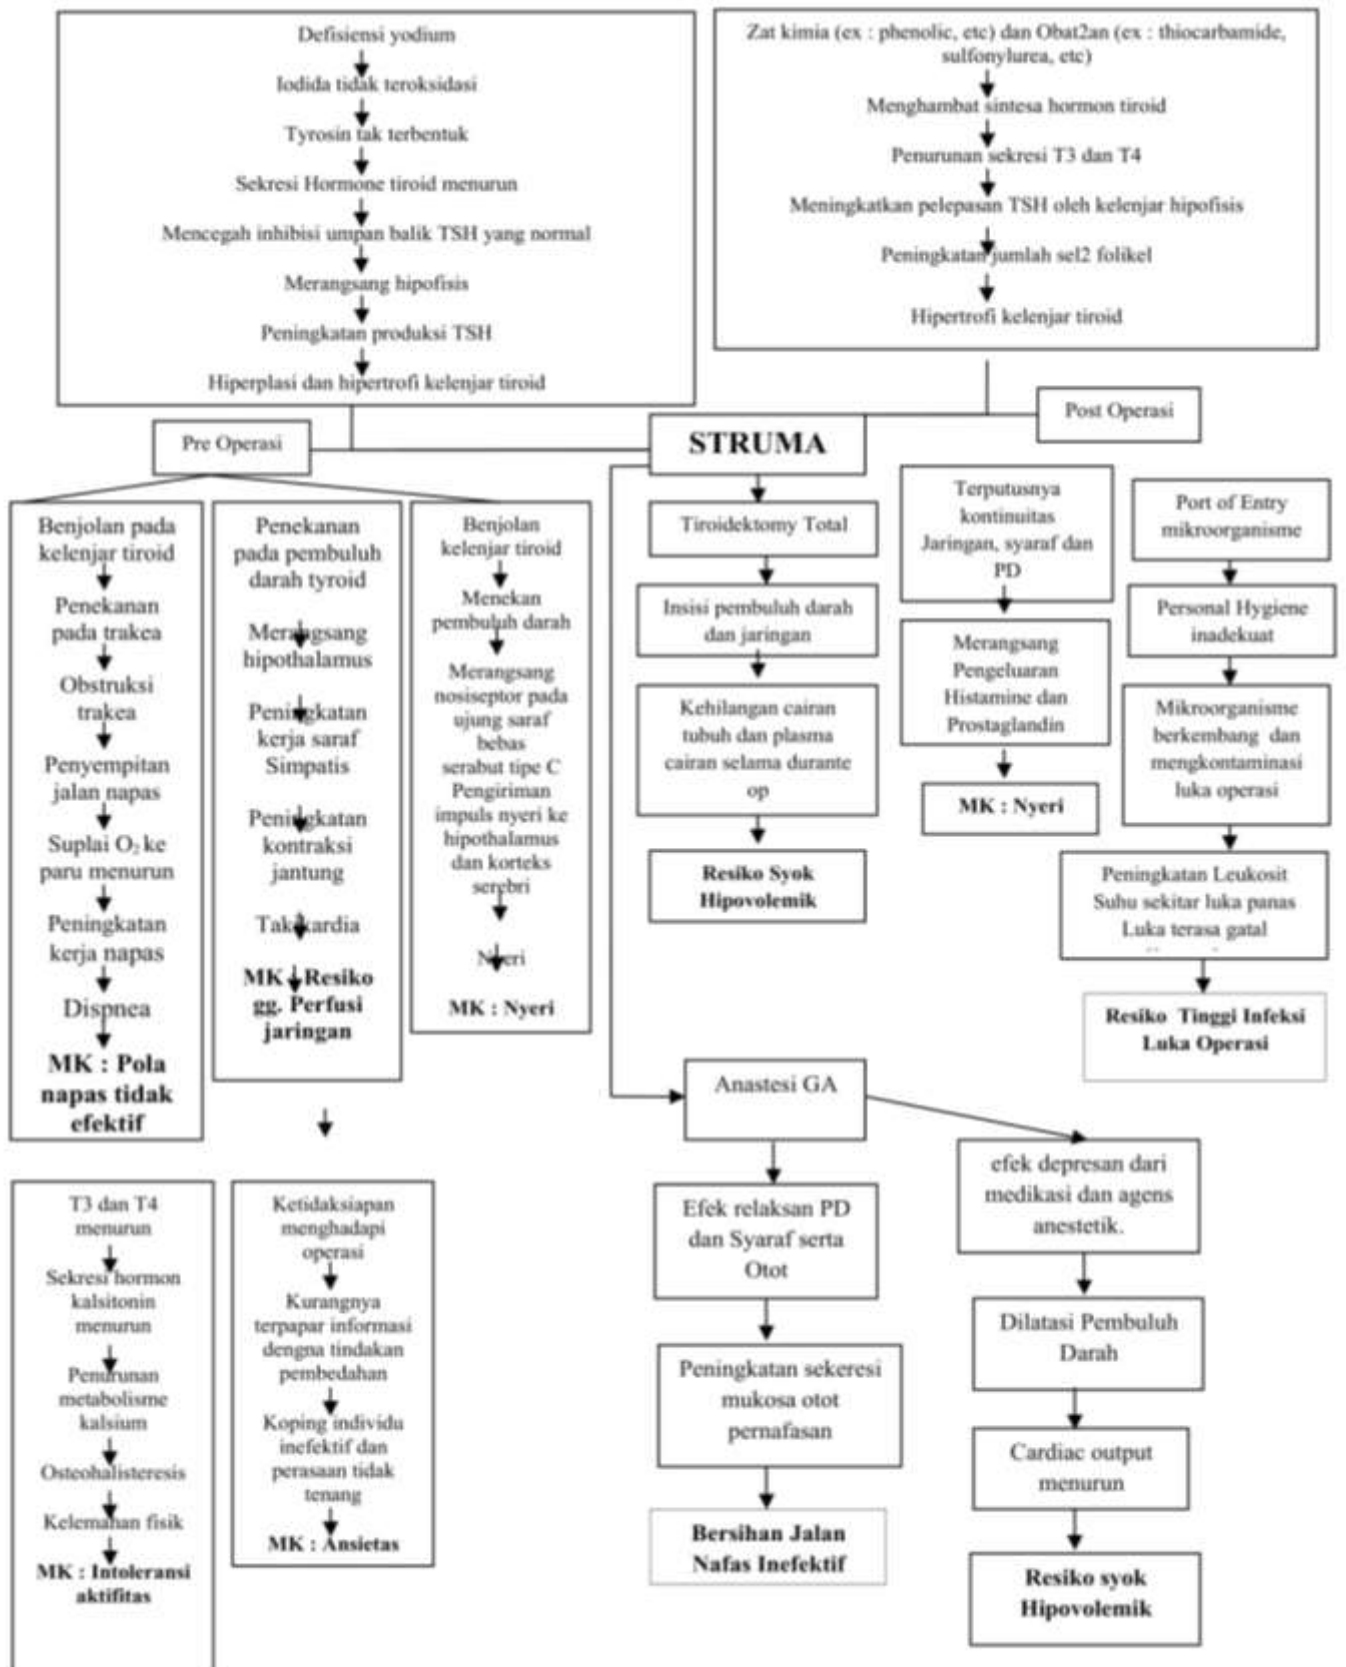 Defisiensi yodium
Iodida tidak teroksidasi
Tyrosin tak terbentuk
Sekresi Hormone tiroid menurun
Mencegah inhibisi umpan balik TSH yang normal
Merangsang hipofisis
Peningkatan produksi TSH
Hiperplasi dan hipertrofi kelenjar tiroid
Zat kimia (ex : phenolic, etc) dan Obat2an (ex : thiocarbamide,
sulfonylurea, etc)
Menghambat sintesa hormon tiroid
Penurunan sekresi T3 dan T4
Meningkatkan pelepasan TSH oleh kelenjar hipofisis
Peningkatan jumlah sel2 folikel
Hipertrofi kelenjar tiroid
Pre Operasi
STRUMA
Post Operasi
Benjolan pada
kelenjar tiroid
Penekanan
pada trakea
Obstruksi
trakea
Penyempitan
jalan napas
Suplai O₂ ke
paru menurun
Peningkatan
kerja napas
Dispnea
MK : Pola
napas tidak
efektif
Penekanan
pada pembuluh
darah tyroid
Merangsang
hipothalamus
Peningkatan
kerja saraf
Simpatis
Peningkatan
kontraksi
jantung
Takikardia
MK : Resiko
gg. Perfusi
jaringan
Benjolan
kelenjar tiroid
Menekan
pembuluh darah
Merangsang
nosiseptor pada
ujung saraf
bebas
serabut tipe C
Pengiriman
impuls nyeri ke
hipothalamus
dan korteks
serebri
Nyeri
MK : Nyeri
Tiroidektomy Total
Insisi pembuluh darah
dan jaringan
Kehilangan cairan
tubuh dan plasma
cairan selama durante
op
Resiko Syok
Hipovolemik
Terputusnya
kontinuitas
Jaringan, syaraf dan
PD
Merangsang
Pengeluaran
Histamine dan
Prostaglandin
MK : Nyeri
Port of Entry
mikroorganisme
Personal Hygiene
inadekuat
Mikroorganisme
berkembang dan
mengkontaminasi
luka operasi
Peningkatan Leukosit
Suhu sekitar luka panas
Luka terasa gatal
Resiko Tinggi Infeksi
Luka Operasi
T3 dan T4
menurun
Sekresi hormon
kalsitonin
menurun
Penurunan
metabolisme
kalsium
Osteohalisteresis
Kelemahan fisik
MK : Intoleransi
aktifitas
Ketidaksiapan
menghadapi
operasi
Kurangnya
terpapar informasi
dengna tindakan
pembedahan
Koping individu
inefektif dan
perasaan tidak
tenang
MK : Ansietas
Anastesi GA
Efek relaksan PD
dan Syaraf serta
Otot
Peningkatan sekeresi
mukosa otot
pernafasan
Bersihan Jalan
Nafas Inefektif
efek depresan dari
medikasi dan agens
anestetik.
Dilatasi Pembuluh
Darah
Cardiac output
menurun
Resiko syok
Hipovolemik